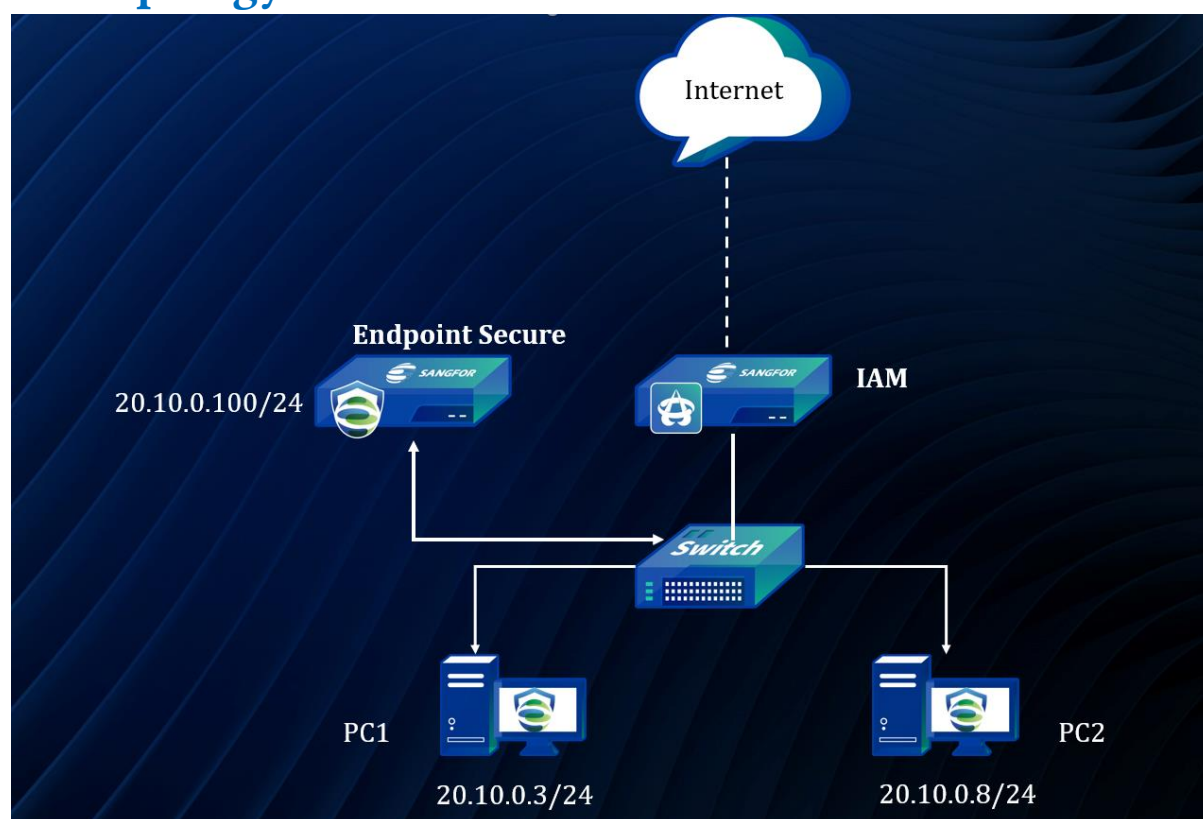 Internet
Endpoint Secure
SANGFOR
SANGFOR
IAM
20.10.0.100/24
Switch
PC1
PC2
20.10.0.3/24
20.10.0.8/24